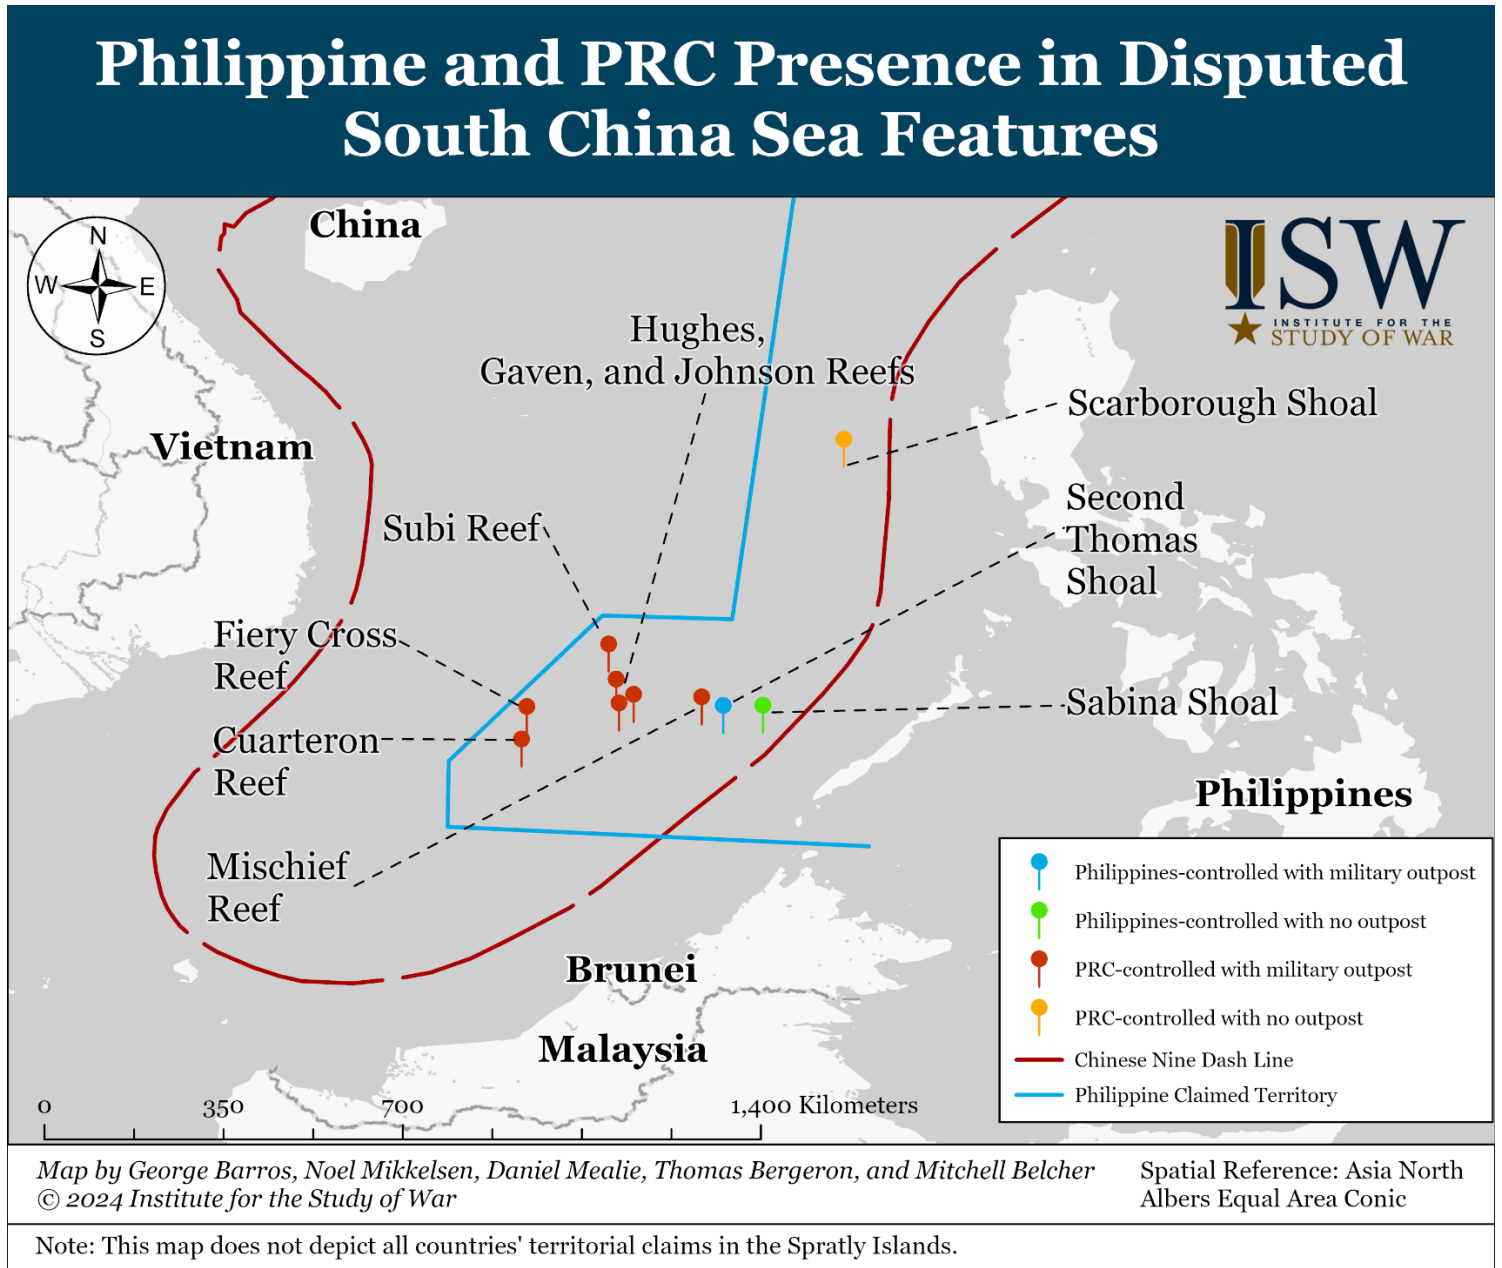 Philippine and PRC Presence in Disputed
South China Sea Features
China
N
W
E
S
ISW
INSTITUTE FOR THE
STUDY OF WAR
Hughes,
Gaven, and Johnson Reefs
Scarborough Shoal
Vietnam
Second
Thomas
Shoal
Subi Reef
Fiery Cross
Reef
Sabina Shoal
Cuarteron
Reef
Philippines
Mischief
Reef
Brunei
Malaysia
Philippines-controlled with military outpost
Philippines-controlled with no outpost
PRC-controlled with military outpost
PRC-controlled with no outpost
Chinese Nine Dash Line
Philippine Claimed Territory
0 350 700 1,400 Kilometers
Map by George Barros, Noel Mikkelsen, Daniel Mealie, Thomas Bergeron, and Mitchell Belcher
© 2024 Institute for the Study of War
Spatial Reference: Asia North
Albers Equal Area Conic
Note: This map does not depict all countries' territorial claims in the Spratly Islands.